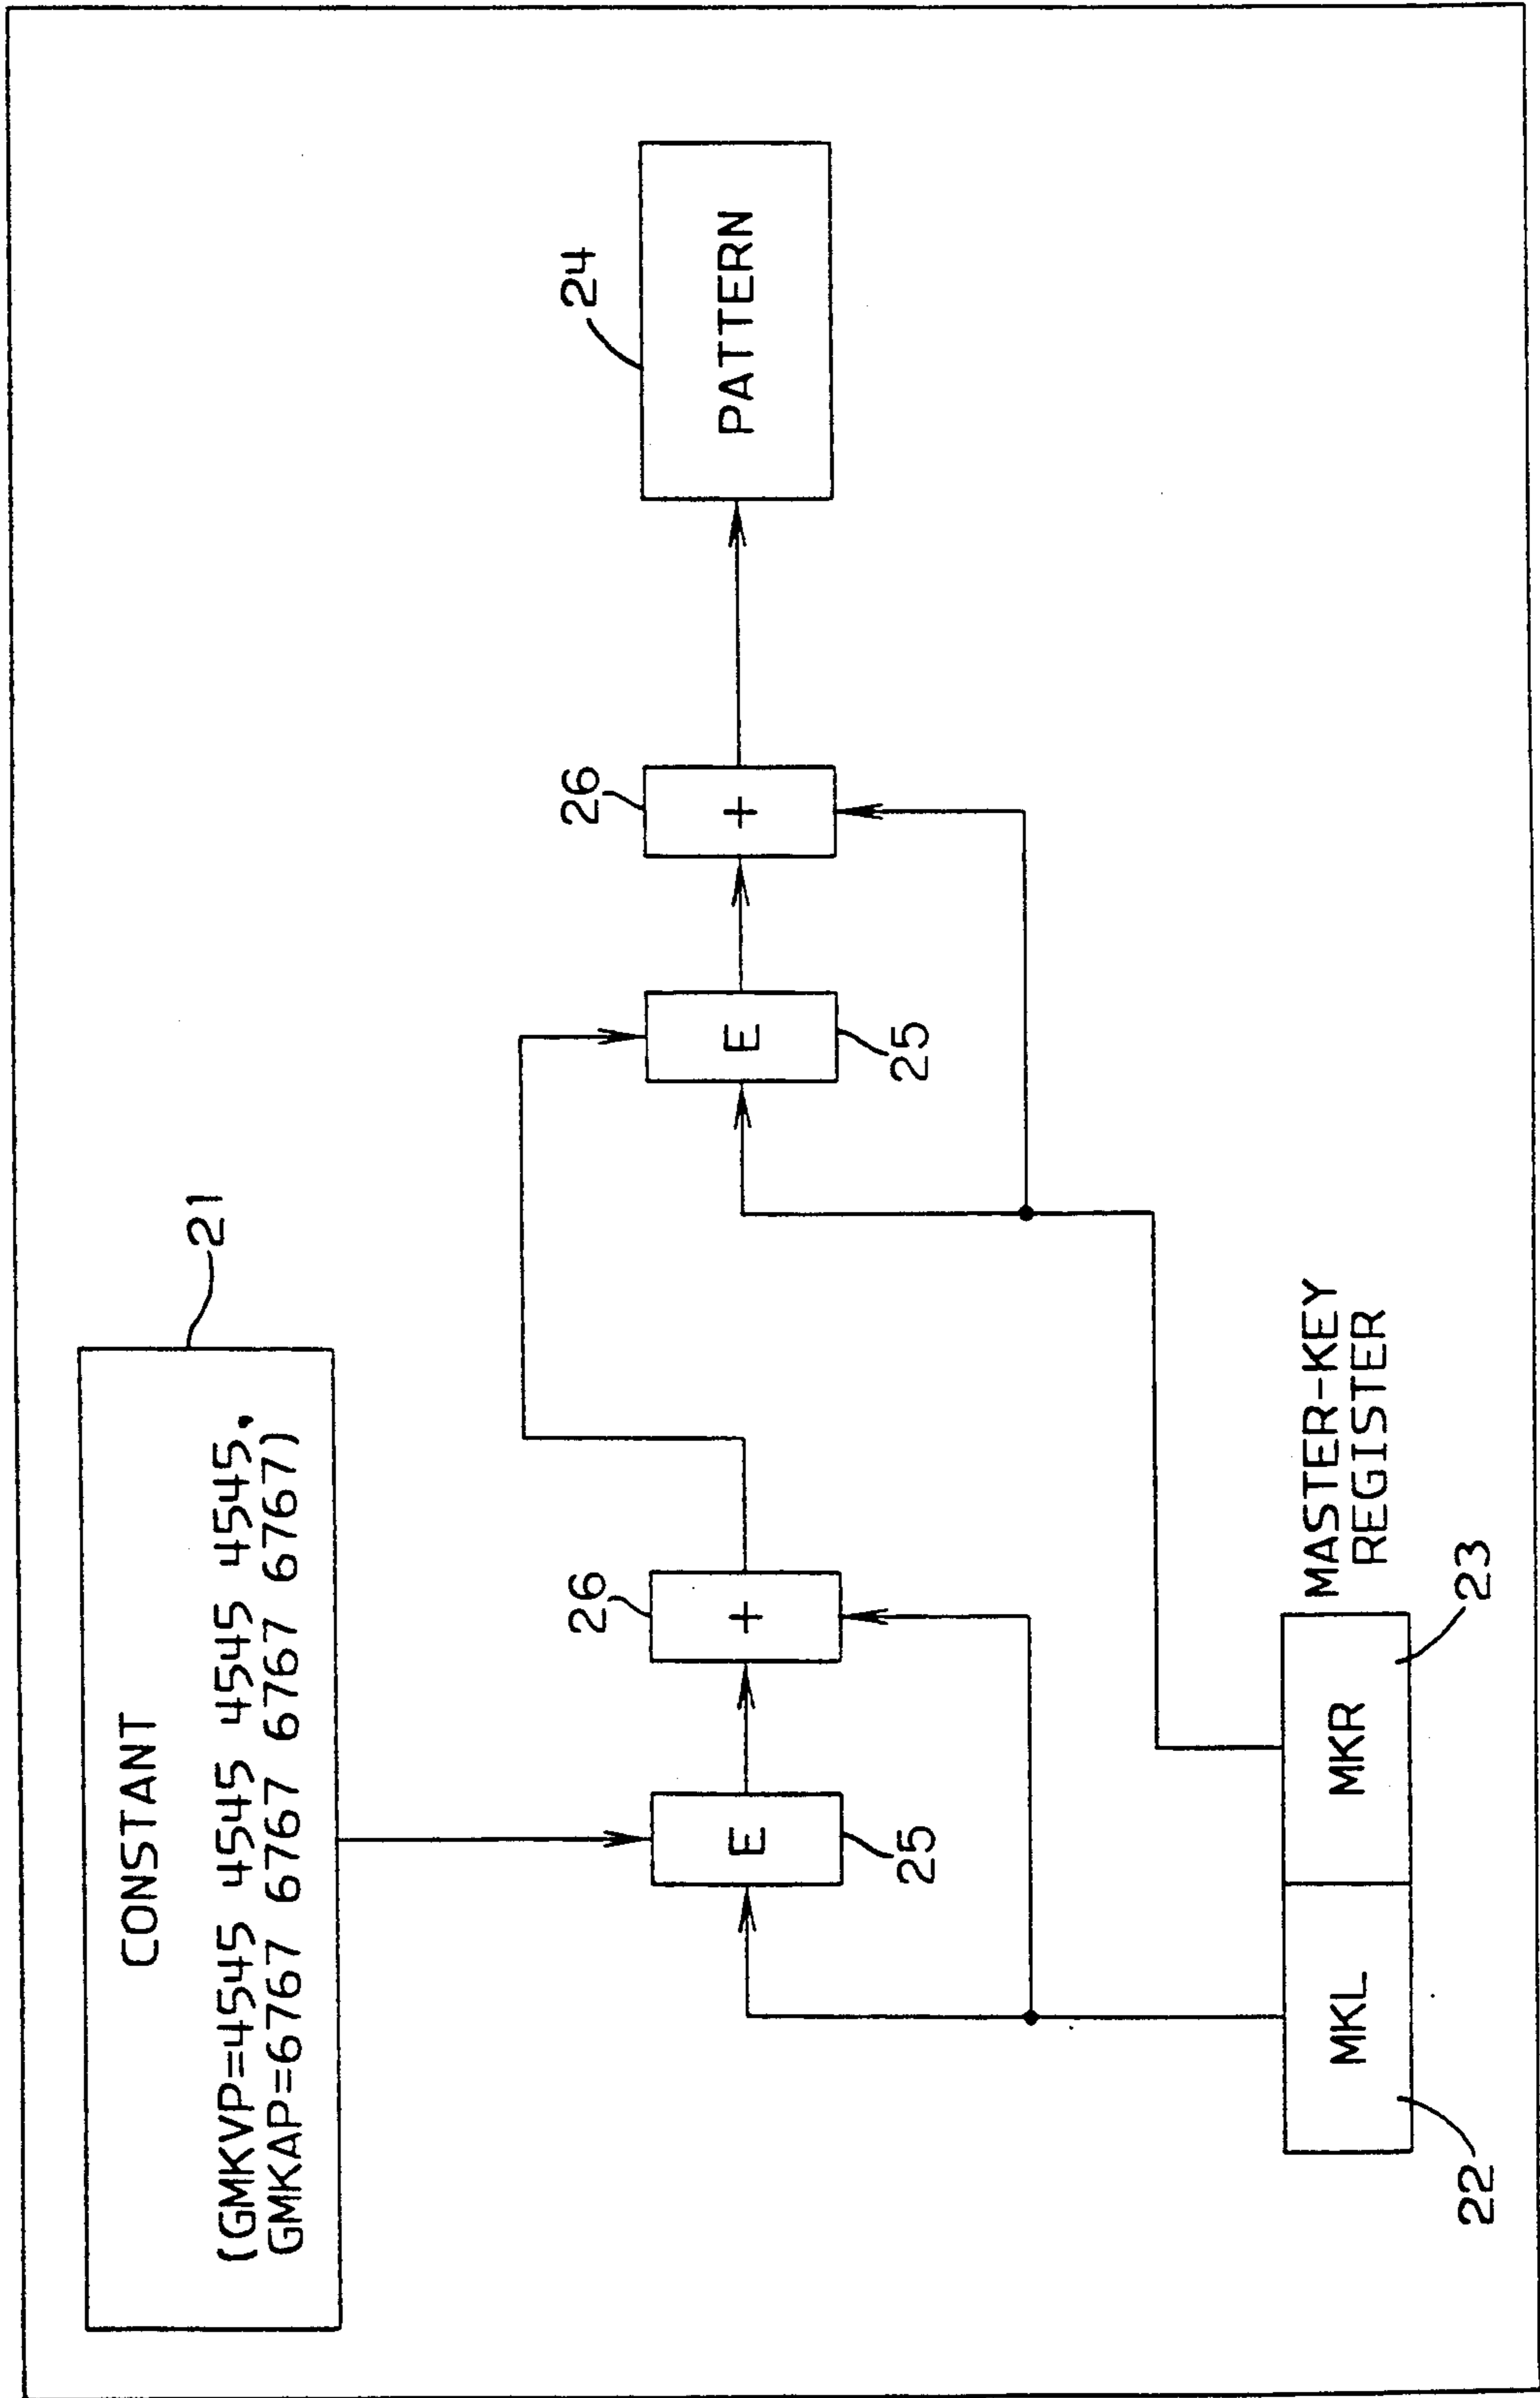 CONSTANT
(GMKVP=4545 4545 4545 4545.
GMKAP=6767 6767 6767 6767)
21
26
26
24
E
+
E
+
PATTERN
25
25
MASTER-KEY
REGISTER
MKL
MKR
22
23